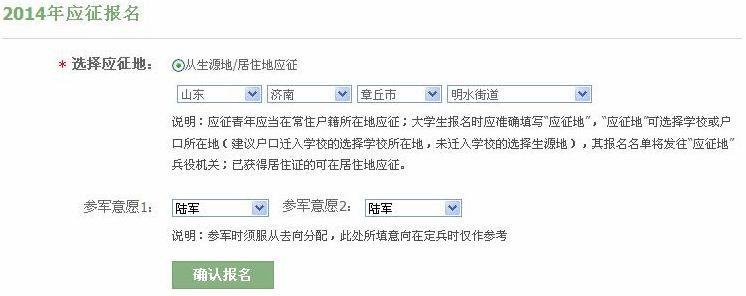 2014年应征报名
* 选择应征地： 从生源地/居住地应征
山东 济南 章丘市 明水街道
说明：应征青年应当在常住户籍所在地应征；大学生报名时应准确填写“应征地”，“应征地”可选择学校或户
口所在地（建议户口迁入学校的选择学校所在地，未迁入学校的选择生源地），其报名名单将发往“应征地”
兵役机关；已获得居住证的可在居住地应征。
参军意愿1： 陆军 参军意愿2： 陆军
说明：参军时须服从去向分配，此处所填意向在定兵时仅作参考
确认报名